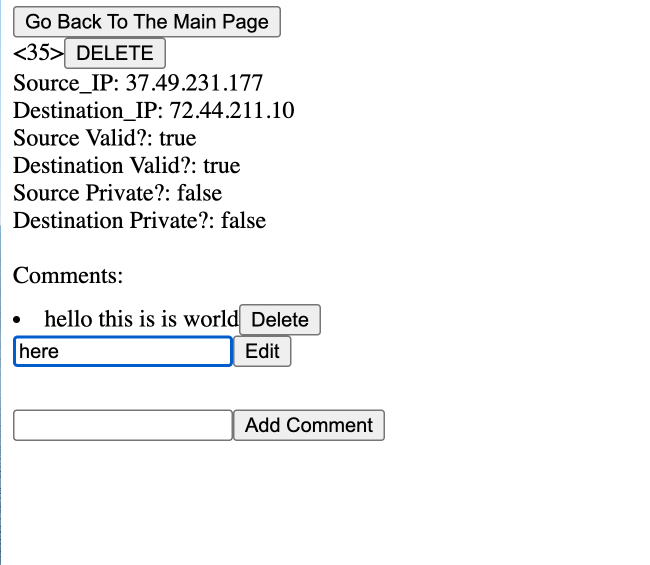 Go Back To The Main Page
<35>DELETE
Source_IP: 37.49.231.177
Destination_IP: 72.44.211.10
Source Valid?: true
Destination Valid?: true
Source Private?: false
Destination Private?: false
Comments:
• hello this is is world Delete
here Edit
Add Comment